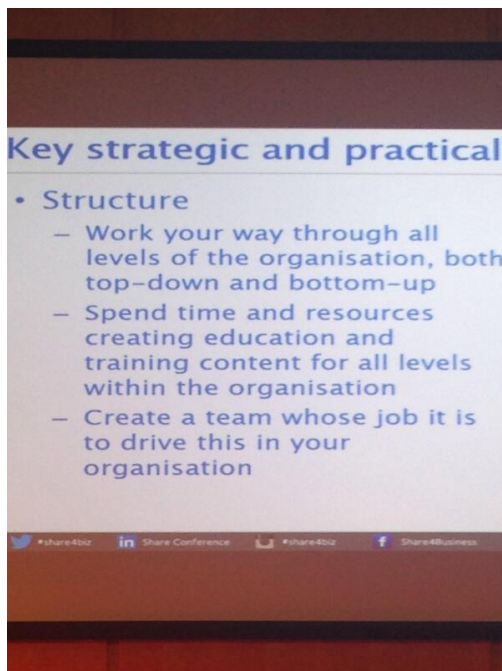 Key strategic and practical
• Structure
– Work your way through all
levels of the organisation, both
top-down and bottom-up
– Spend time and resources
creating education and
training content for all levels
within the organisation
– Create a team whose job it is
to drive this in your
organisation
#share4biz in Share Conference #share4biz f Share4Business